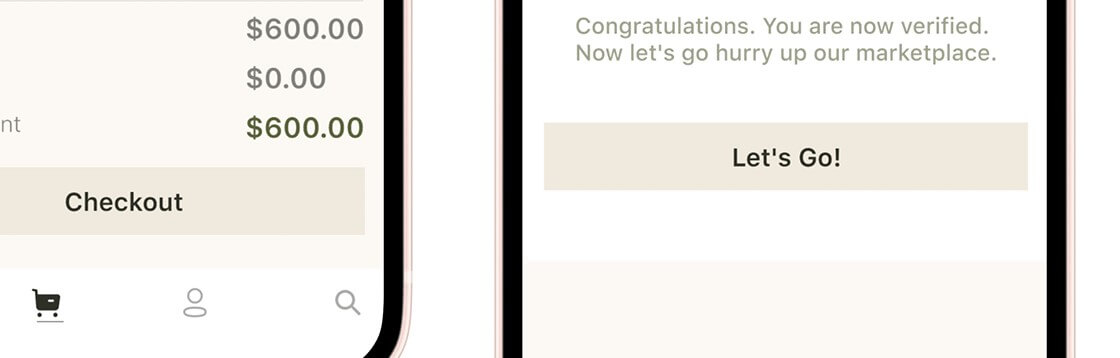 $600.00
$0.00
nt $600.00
Checkout
Congratulations. You are now verified.
Now let's go hurry up our marketplace.
Let's Go!